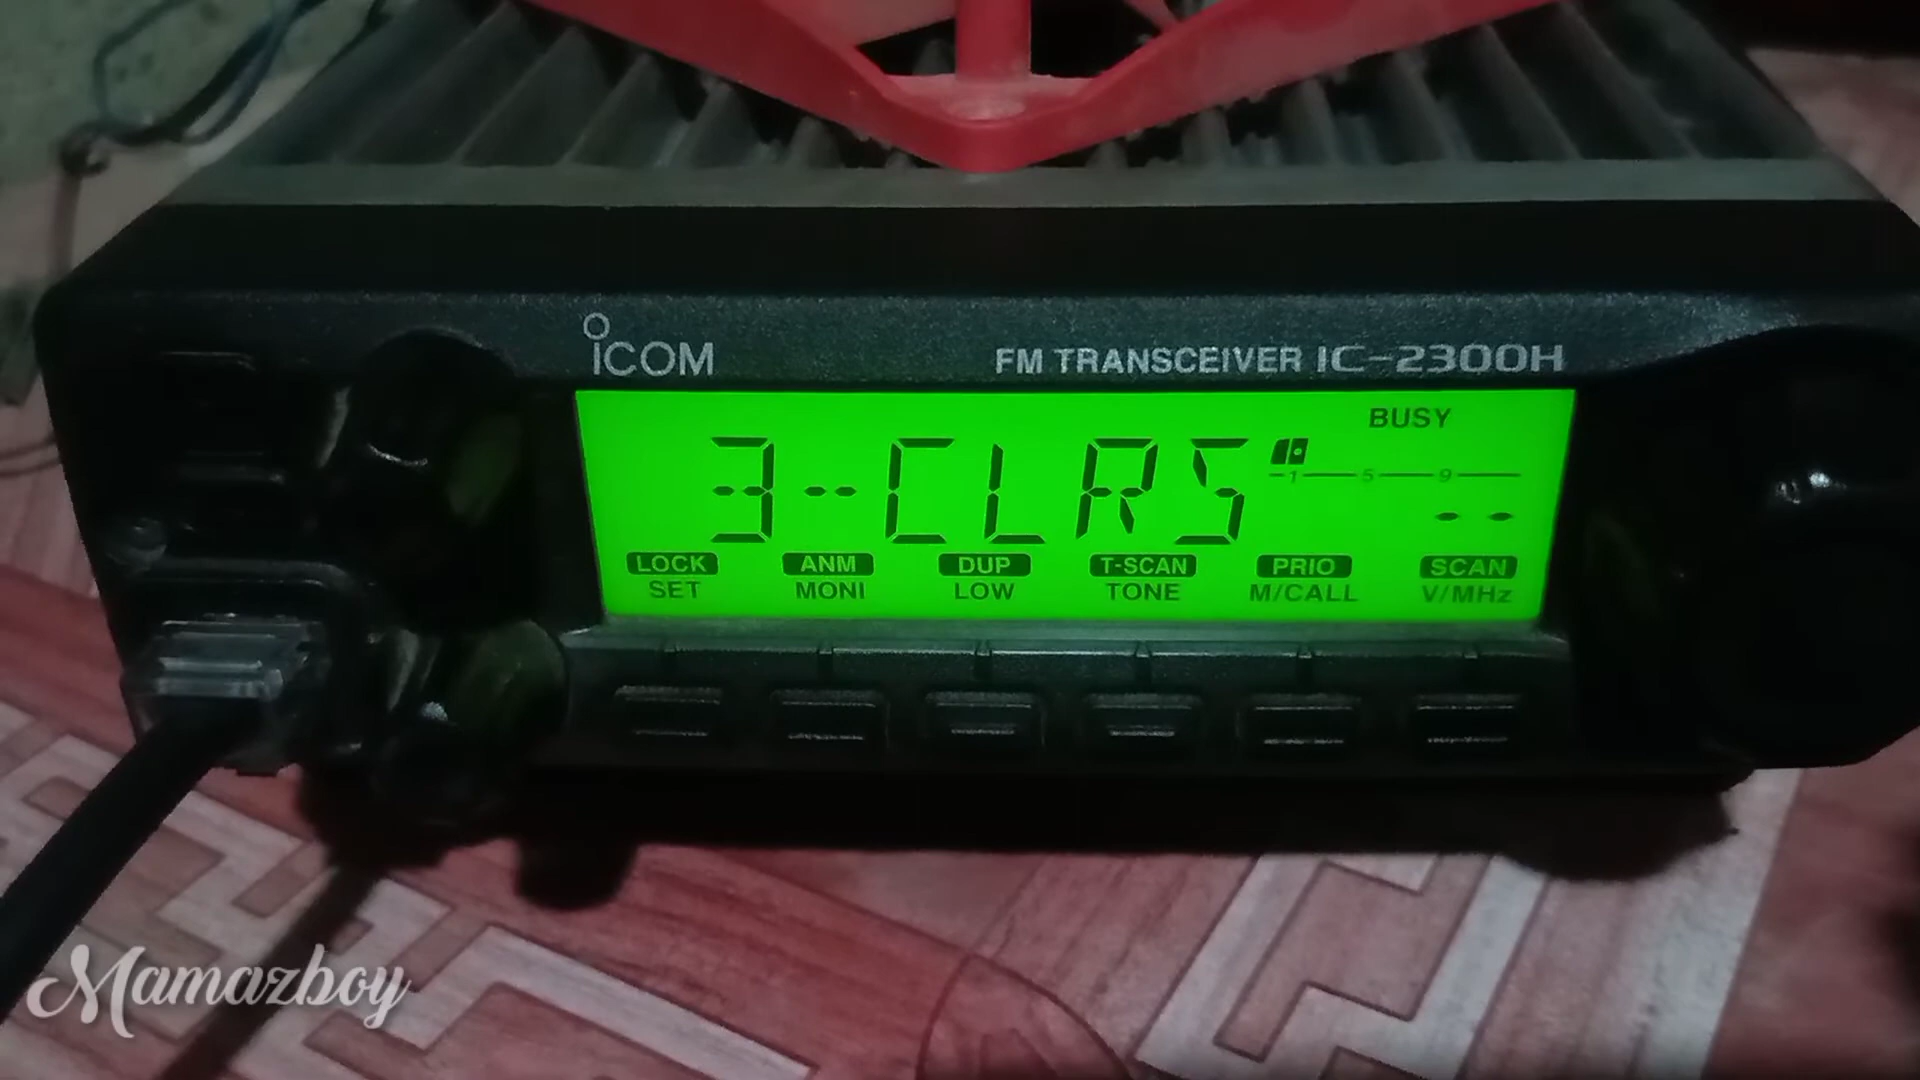 ICOM
FM TRANSCEIVER IC-2300H
BUSY
3-CLRS
1 5 9
--
LOCK ANM DUP T-SCAN PRIO SCAN
SET MONI LOW TONE M/CALL V/MHz
Mamazboy